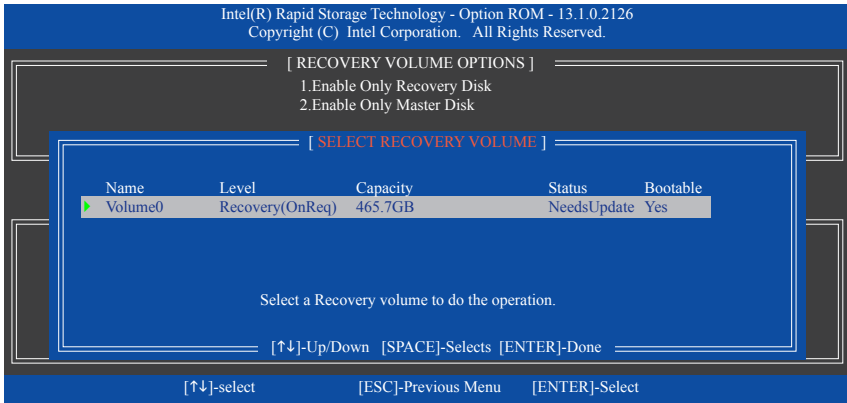 Intel(R) Rapid Storage Technology - Option ROM - 13.1.0.2126
Copyright (C) Intel Corporation. All Rights Reserved.
[ RECOVERY VOLUME OPTIONS ]
1.Enable Only Recovery Disk
2.Enable Only Master Disk
[ SELECT RECOVERY VOLUME ]
Name Level Capacity Status Bootable
Volume0 Recovery(OnReq) 465.7GB NeedsUpdate Yes
Select a Recovery volume to do the operation.
[↑↓]-Up/Down [SPACE]-Selects [ENTER]-Done
[↑↓]-select [ESC]-Previous Menu [ENTER]-Select